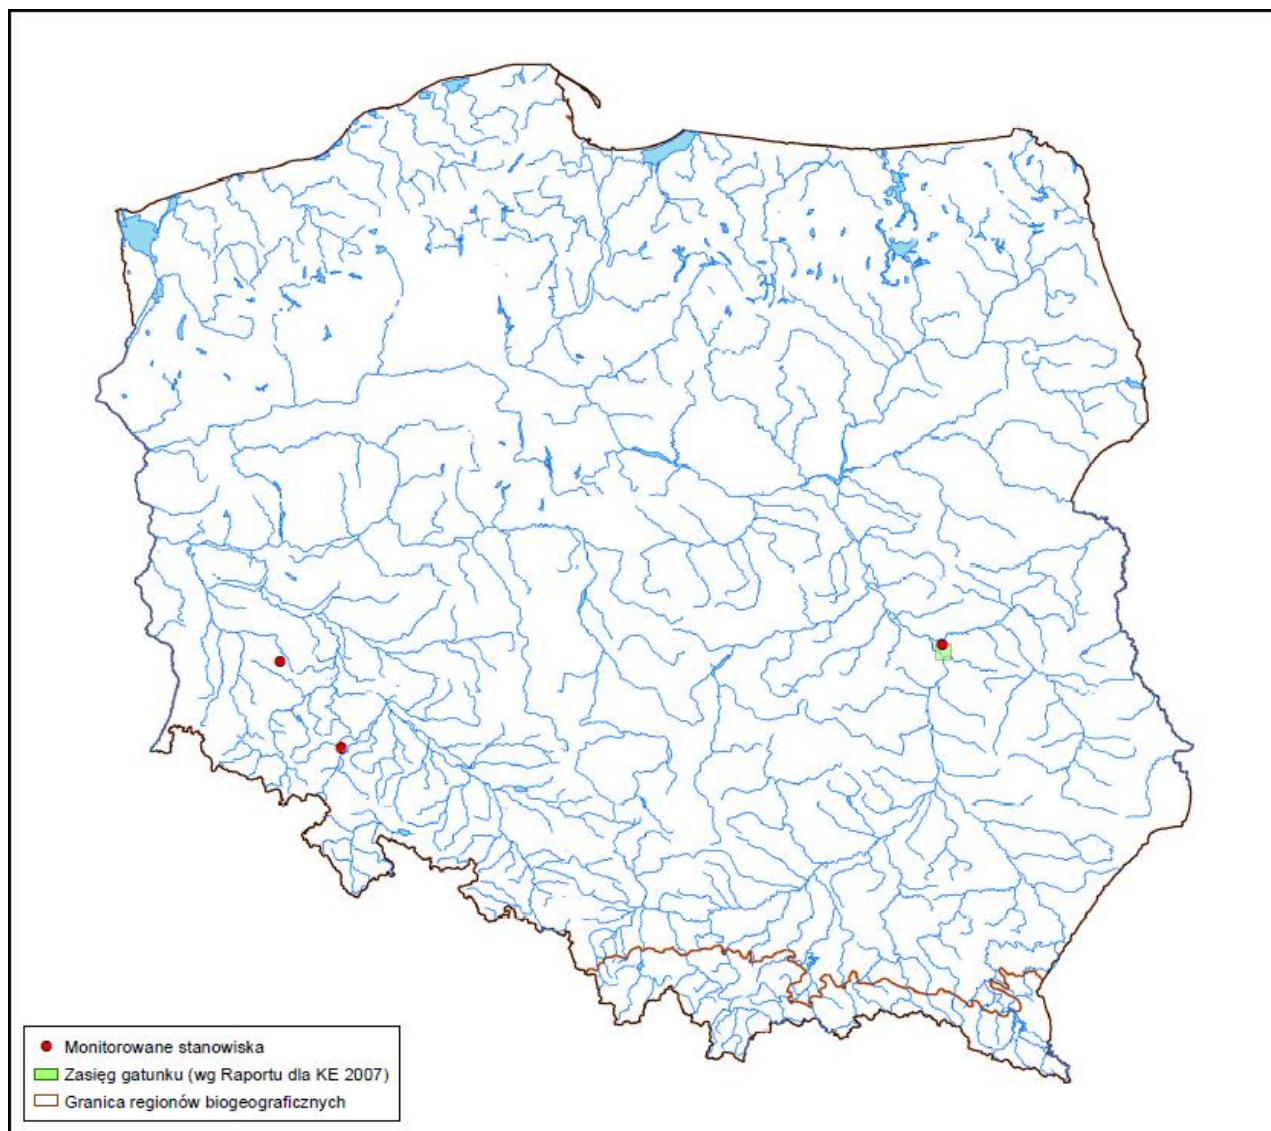 Monitorowane stanowiska
Zasięg gatunku (wg Raportu dla KE 2007)
Granica regionów biogeograficznych